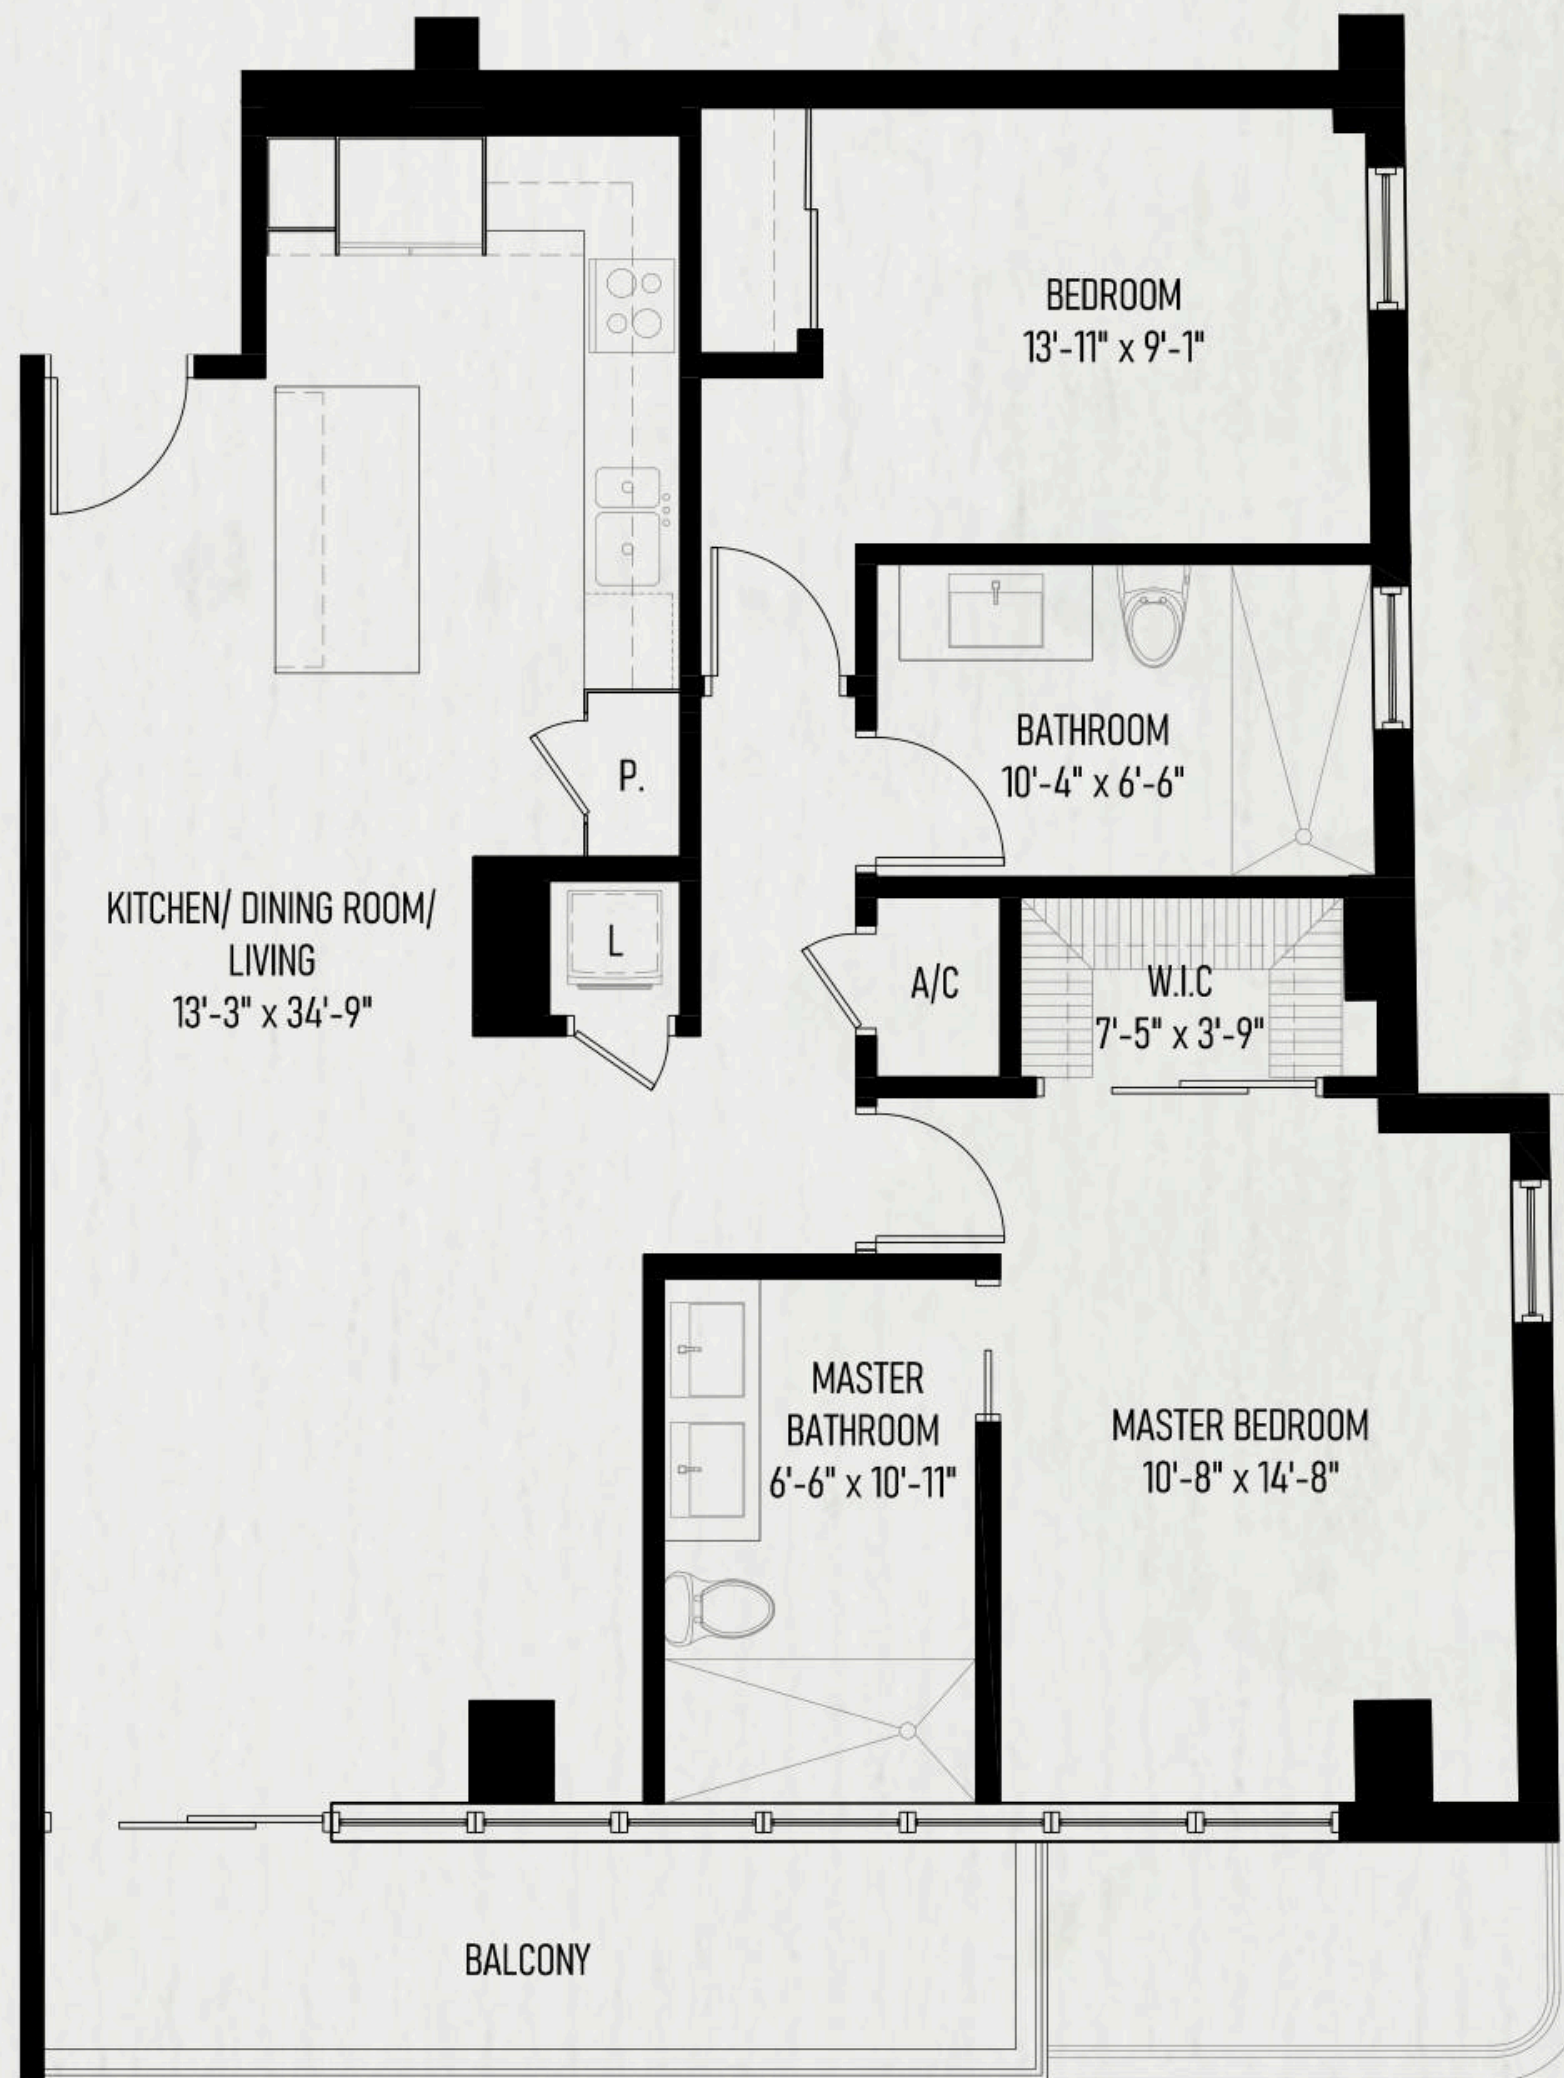 BEDROOM
13'-11" x 9'-1"
BATHROOM
10'-4" x 6'-6"
P.
KITCHEN/ DINING ROOM/
LIVING
13'-3" x 34'-9"
L
A/C
W.I.C
7'-5" x 3'-9"
MASTER
BATHROOM
6'-6" x 10'-11"
MASTER BEDROOM
10'-8" x 14'-8"
BALCONY